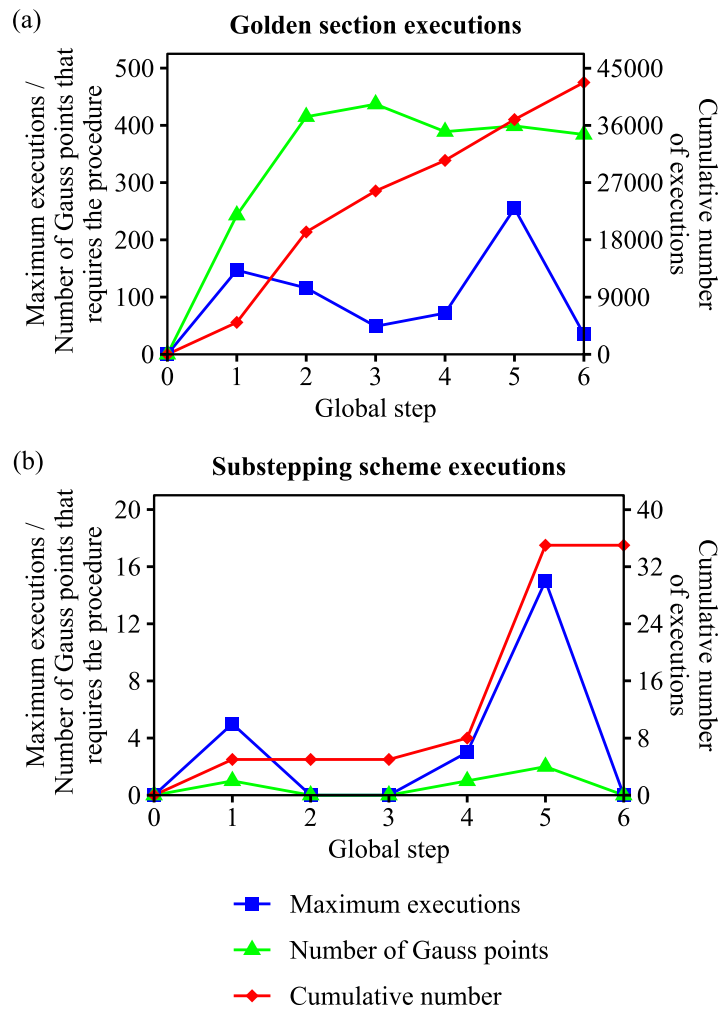 (a)
Golden section executions
Maximum executions /
Number of Gauss points that
requires the procedure
500
400
300
200
100
0
45000
36000
27000
18000
9000
0
Cumulative number
of executions
0 1 2 3 4 5 6
Global step
(b)
Substepping scheme executions
Maximum executions /
Number of Gauss points that
requires the procedure
20
16
12
8
4
0
40
32
24
16
8
0
Cumulative number
of executions
0 1 2 3 4 5 6
Global step
Maximum executions
Number of Gauss points
Cumulative number